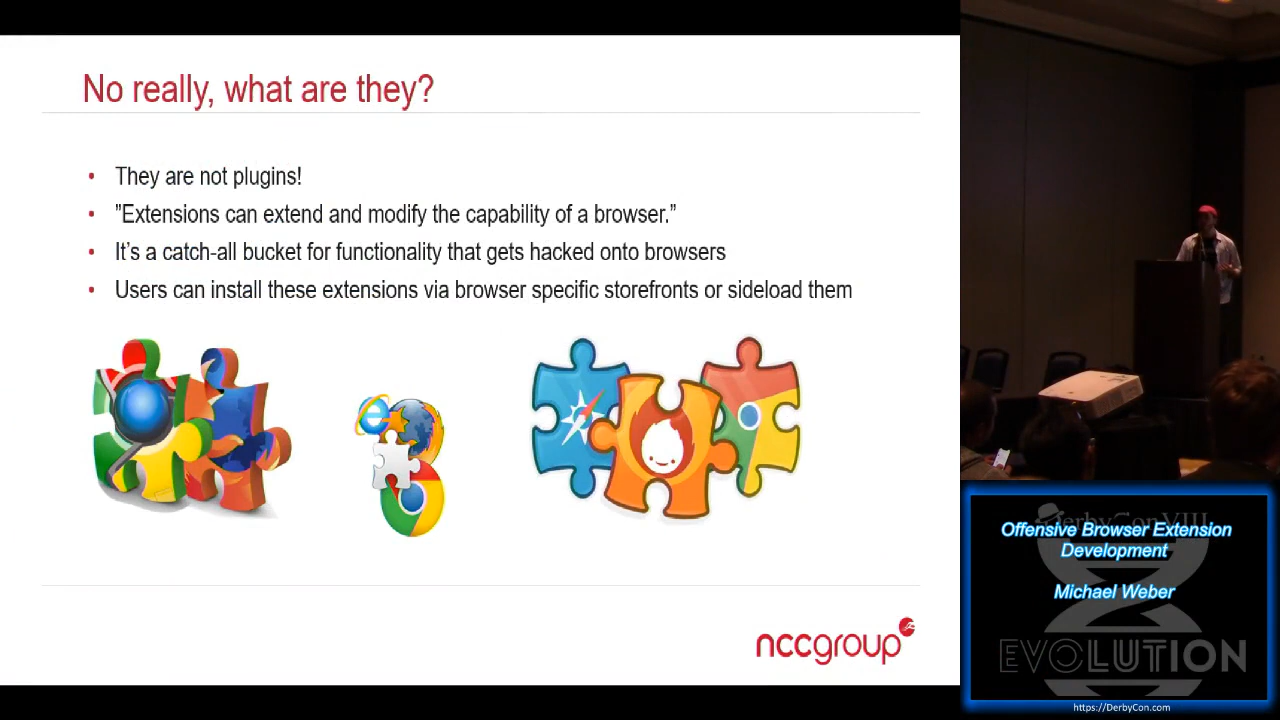 No really, what are they?
• They are not plugins!
• ”Extensions can extend and modify the capability of a browser.”
• It’s a catch-all bucket for functionality that gets hacked onto browsers
• Users can install these extensions via browser specific storefronts or sideload them
nccgroup
DerbyCon VIII
Offensive Browser Extension
Development
Michael Weber
EVOLUTION
https://DerbyCon.com